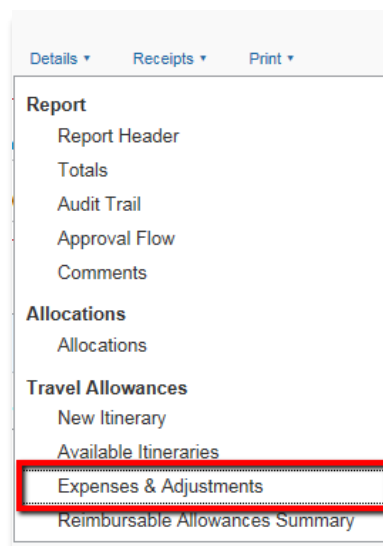 Details ▾ Receipts ▾ Print ▾
Report
Report Header
Totals
Audit Trail
Approval Flow
Comments
Allocations
Allocations
Travel Allowances
New Itinerary
Available Itineraries
Expenses & Adjustments
Reimbursable Allowances Summary